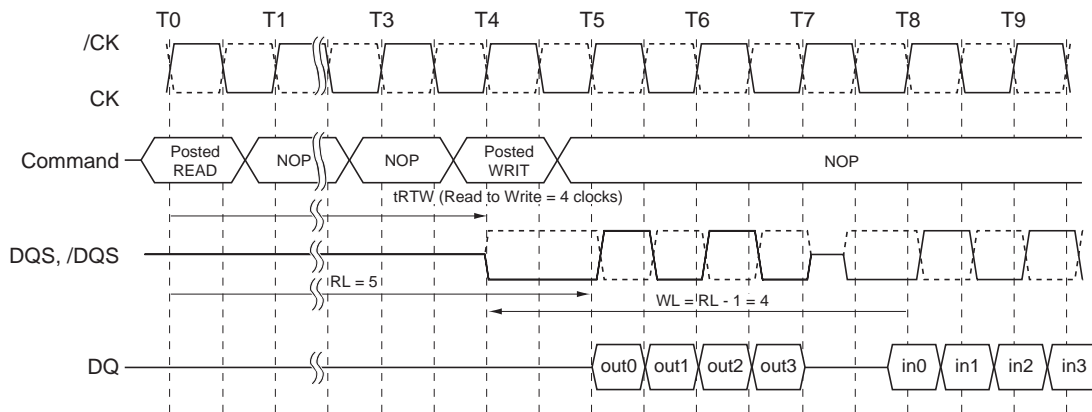 T0 T1 T3 T4 T5 T6 T7 T8 T9
/CK
CK
Command
Posted READ
NOP
NOP
Posted WRIT
NOP
tRTW (Read to Write = 4 clocks)
DQS, /DQS
RL = 5
WL = RL - 1 = 4
DQ
out0 out1 out2 out3 in0 in1 in2 in3